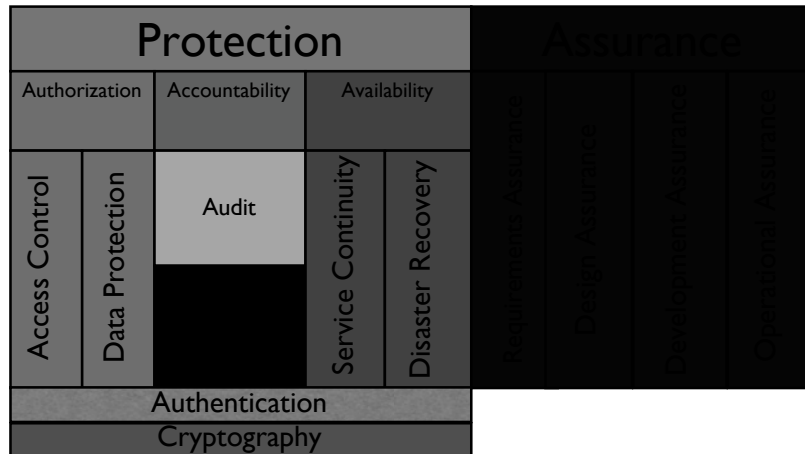 Protection
Assurance
Authorization
Accountability
Availability
Access Control
Data Protection
Audit
Service Continuity
Disaster Recovery
Requirements Assurance
Design Assurance
Development Assurance
Operational Assurance
Authentication
Cryptography